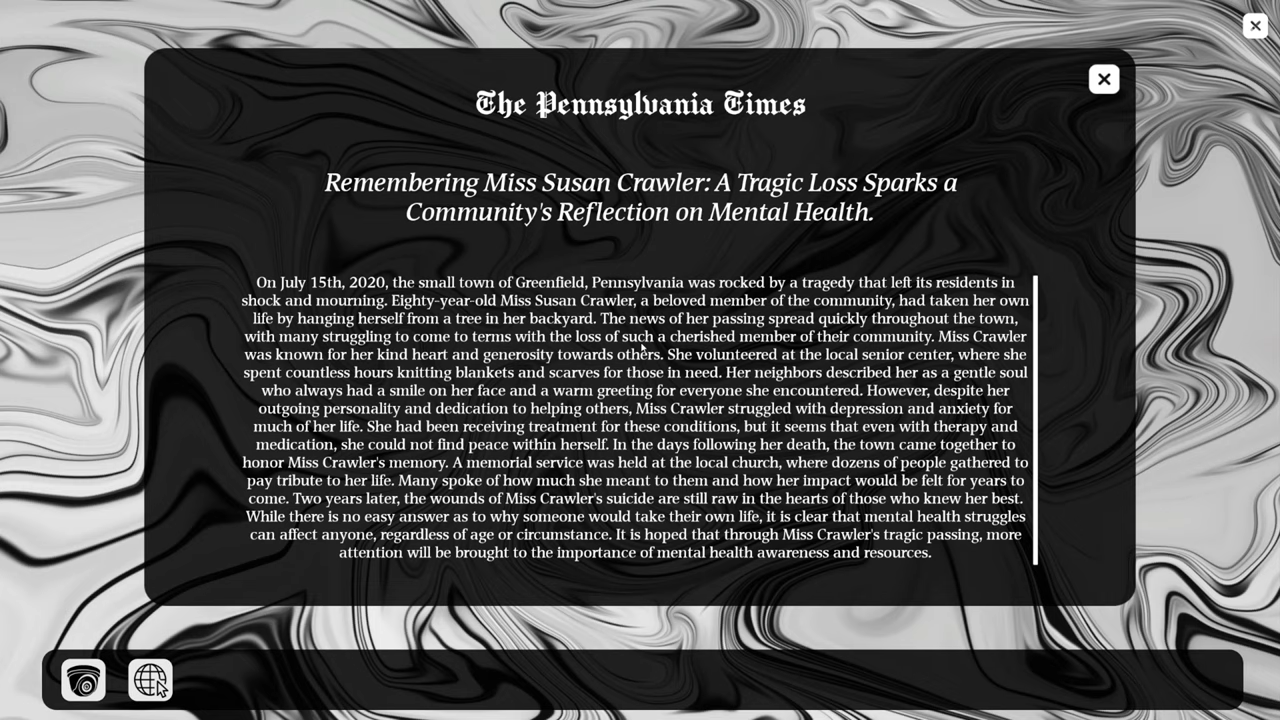 The Pennsylvania Times
Remembering Miss Susan Crawler: A Tragic Loss Sparks a
Community's Reflection on Mental Health.
On July 15th, 2020, the small town of Greenfield, Pennsylvania was rocked by a tragedy that left its residents in
shock and mourning. Eighty-year-old Miss Susan Crawler, a beloved member of the community, had taken her own
life by hanging herself from a tree in her backyard. The news of her passing spread quickly throughout the town,
with many struggling to come to terms with the loss of such a cherished member of their community. Miss Crawler
was known for her kind heart and generosity towards others. She volunteered at the local senior center, where she
spent countless hours knitting blankets and scarves for those in need. Her neighbors described her as a gentle soul
who always had a smile on her face and a warm greeting for everyone she encountered. However, despite her
outgoing personality and dedication to helping others, Miss Crawler struggled with depression and anxiety for
much of her life. She had been receiving treatment for these conditions, but it seems that even with therapy and
medication, she could not find peace within herself. In the days following her death, the town came together to
honor Miss Crawler's memory. A memorial service was held at the local church, where dozens of people gathered to
pay tribute to her life. Many spoke of how much she meant to them and how her impact would be felt for years to
come. Two years later, the wounds of Miss Crawler's suicide are still raw in the hearts of those who knew her best.
While there is no easy answer as to why someone would take their own life, it is clear that mental health struggles
can affect anyone, regardless of age or circumstance. It is hoped that through Miss Crawler's tragic passing, more
attention will be brought to the importance of mental health awareness and resources.